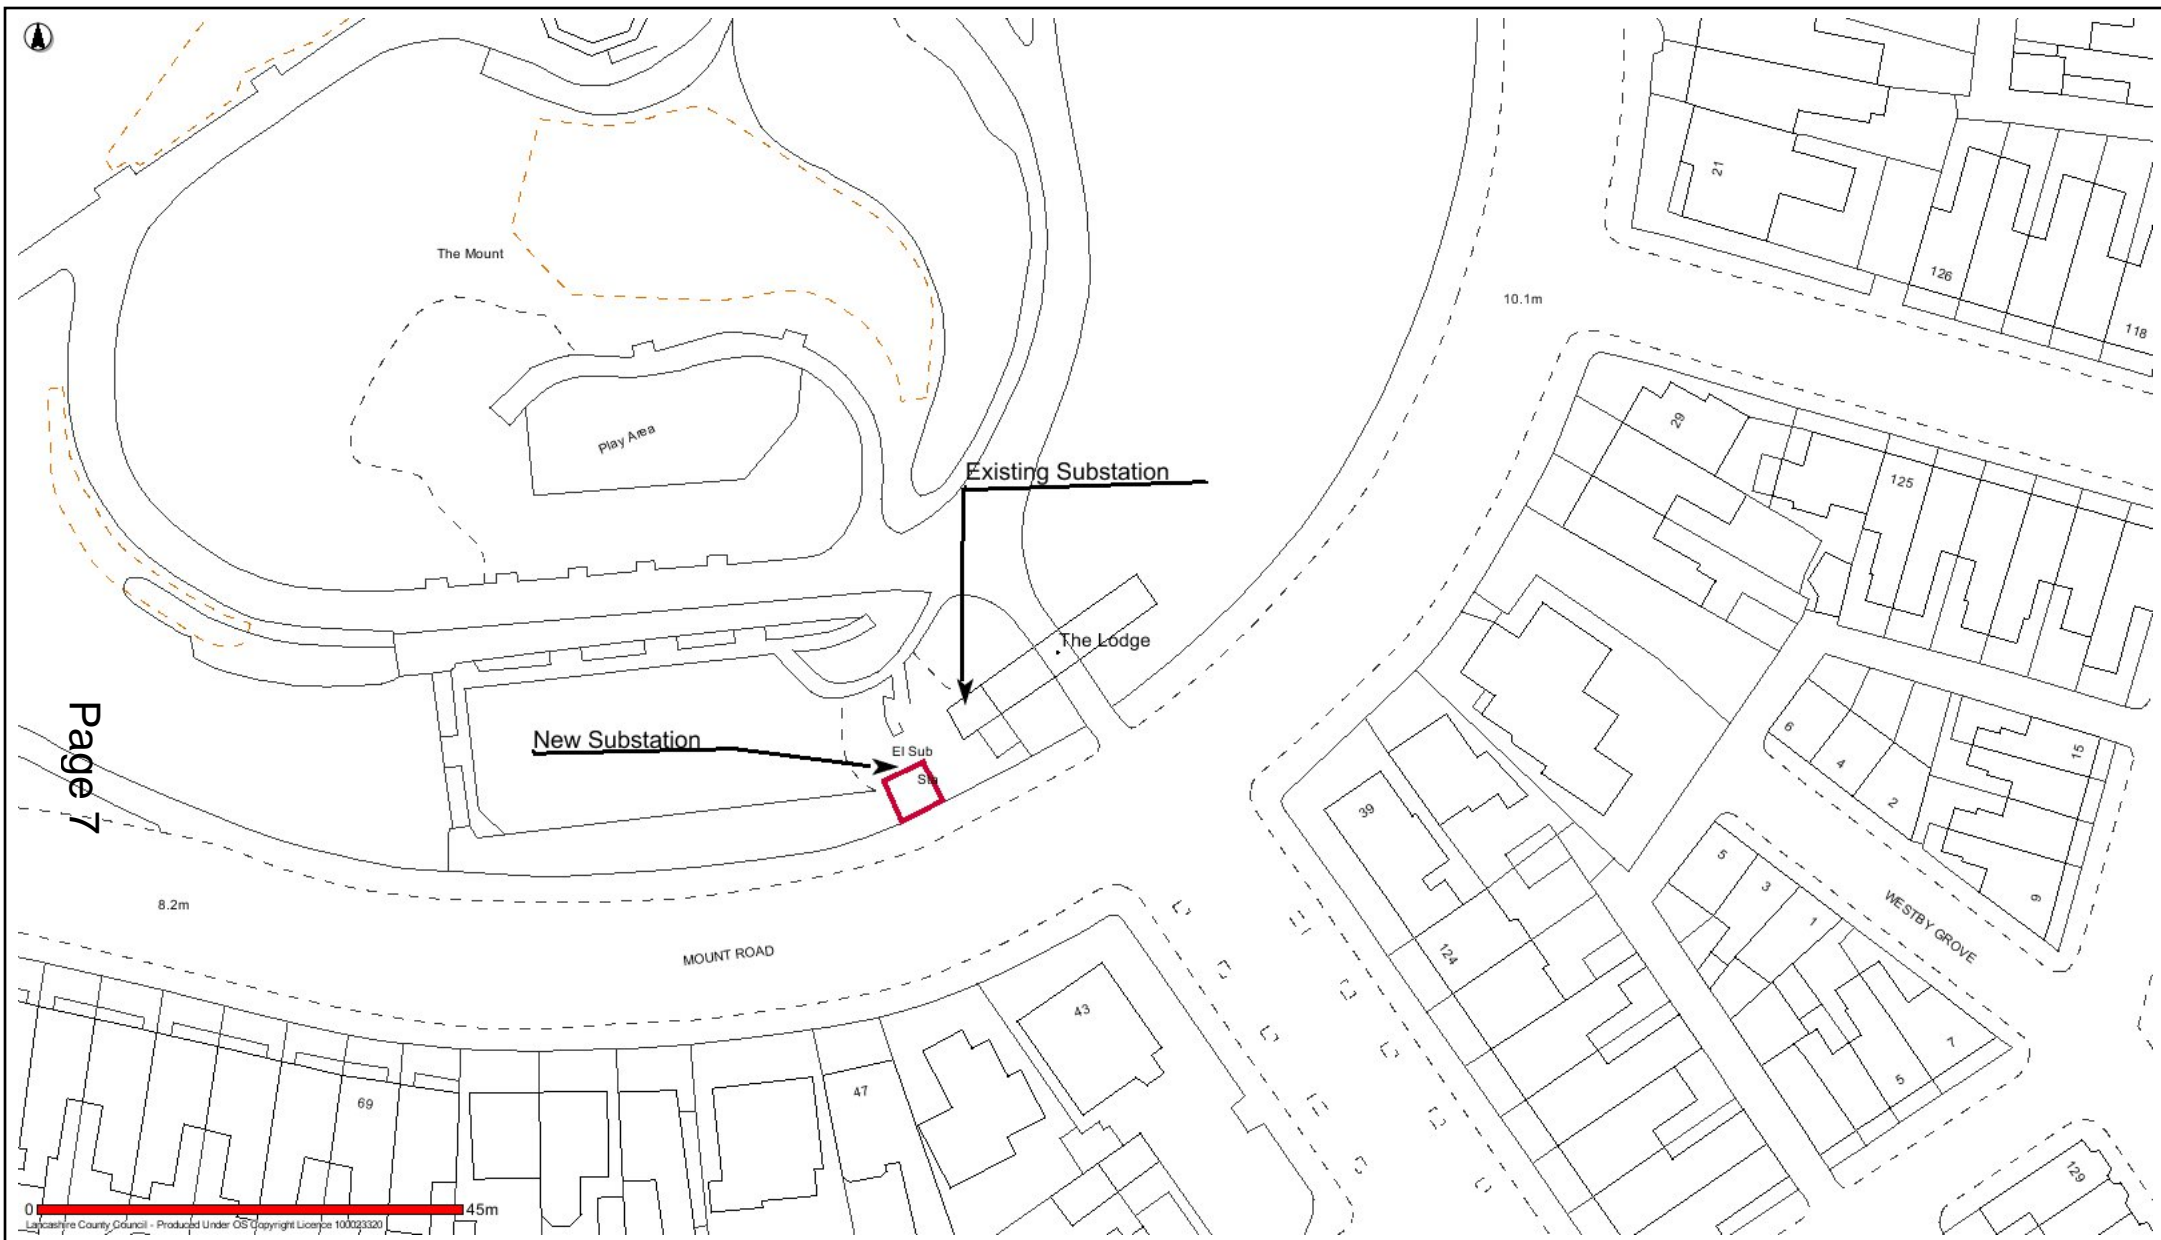 21
126
118
The Mount
10.1m
29
Play Area
Existing Substation
125
The Lodge
Page 7
New Substation
El Sub
Sta
6
4
2
15
9
39
5
3
1
WESTBY GROVE
8.2m
MOUNT ROAD
124
43
7
5
47
69
129
0
45m
Lancashire County Council - Produced Under OS Copyright Licence 100023320